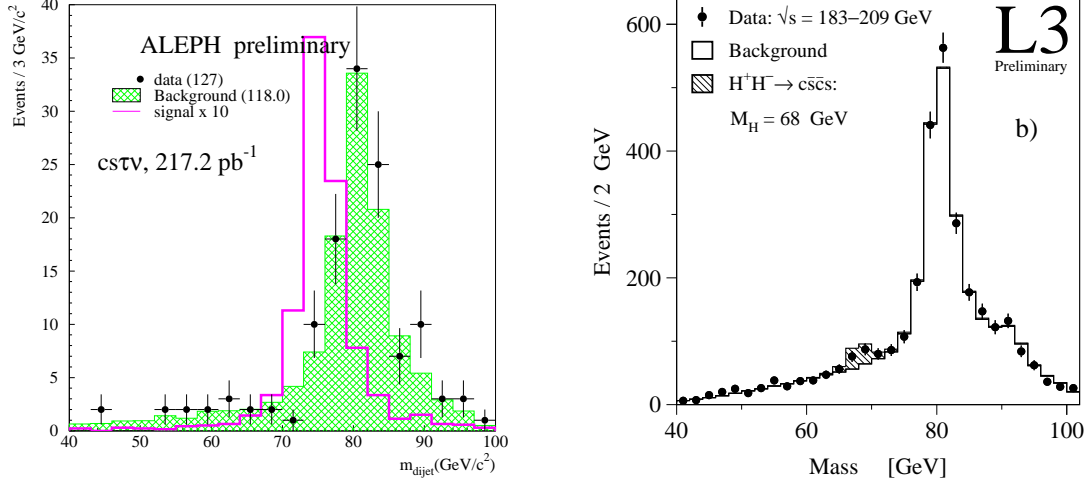 Events / 3 GeV/c²
40
35
30
25
20
15
10
5
0
ALEPH preliminary
data (127)
Background (118.0)
signal x 10
csτν, 217.2 pb⁻¹
40 50 60 70 80 90 100
m_dijet(GeV/c²)
Events / 2 GeV
600
400
200
0
Data: √s = 183–209 GeV
Background
H⁺H⁻ → cs̄c̄s:
M_H = 68 GeV
L3
Preliminary
b)
40 60 80 100
Mass [GeV]